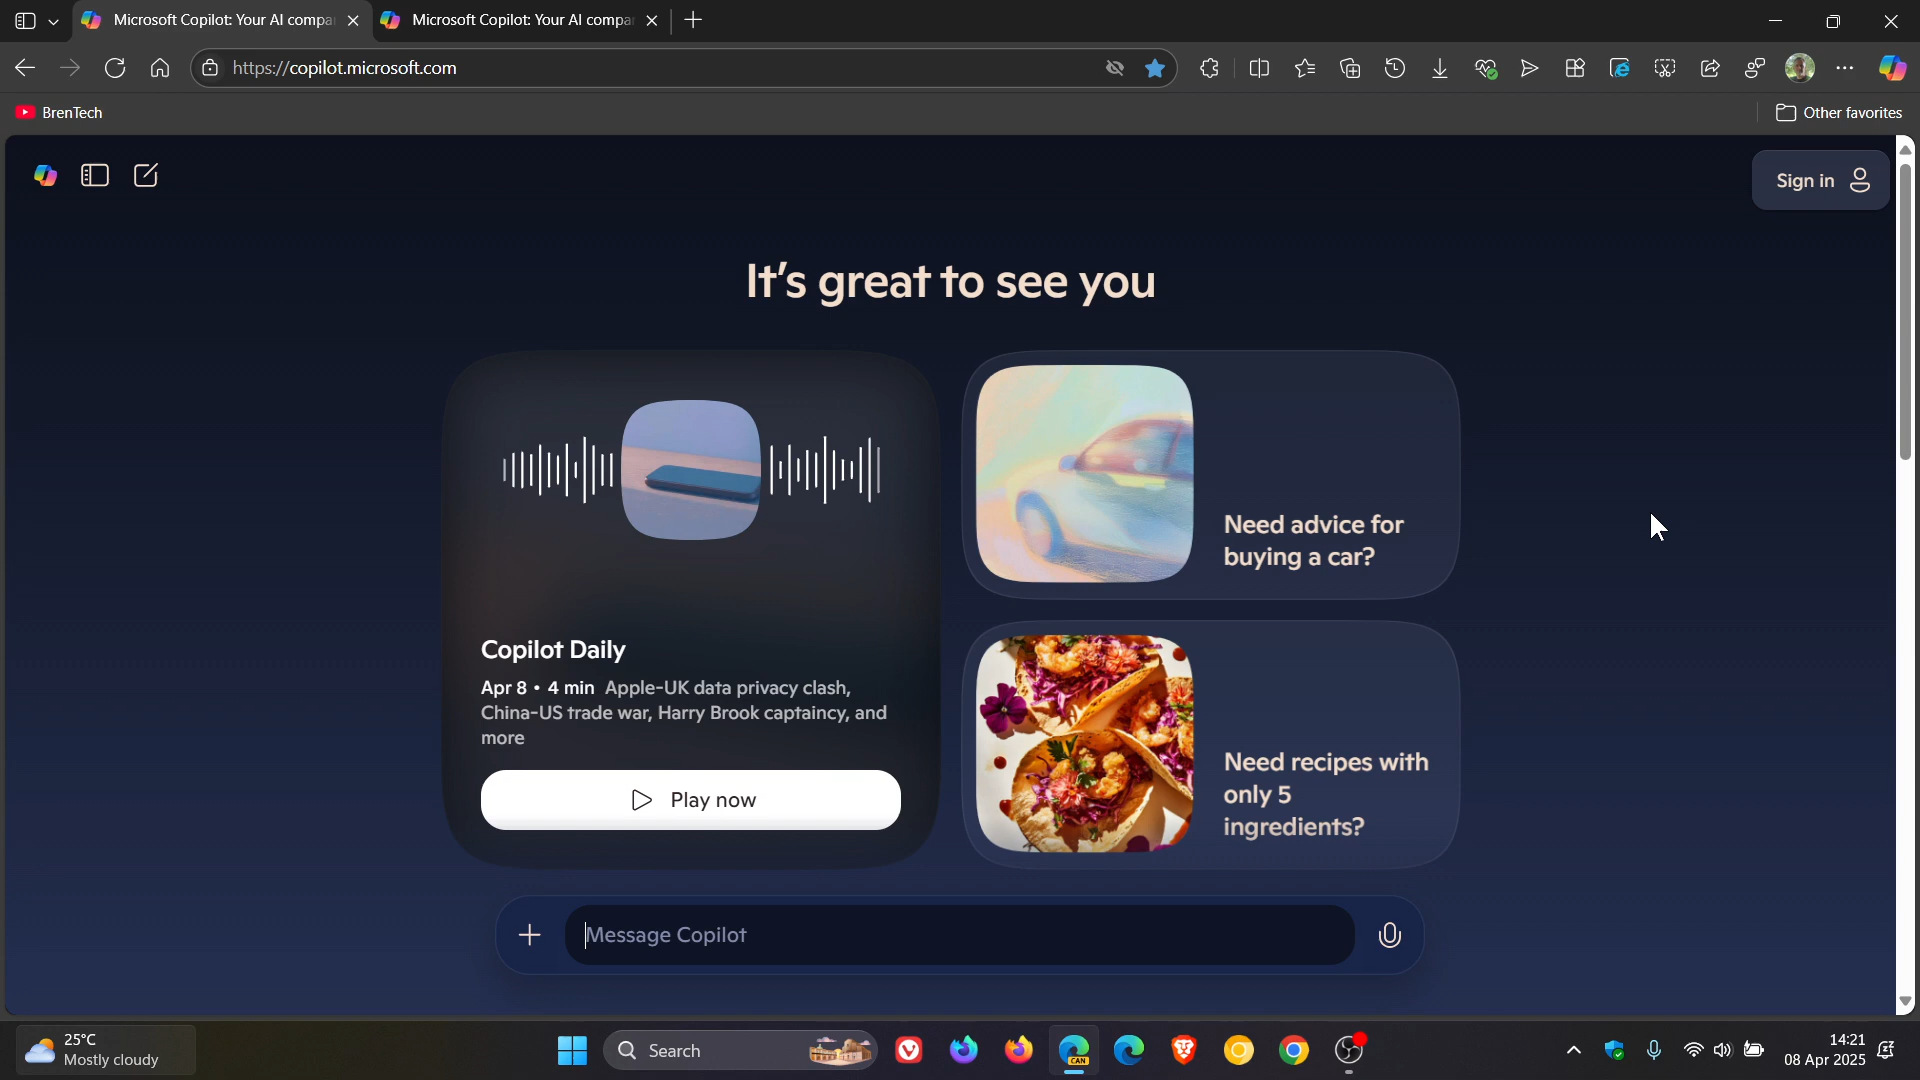 Microsoft Copilot: Your AI compa
Microsoft Copilot: Your AI compa
https://copilot.microsoft.com
BrenTech
Other favorites
Sign in
It's great to see you
Need advice for
buying a car?
Copilot Daily
Apr 8 • 4 min Apple-UK data privacy clash,
China-US trade war, Harry Brook captaincy, and
more
Play now
Need recipes with
only 5
ingredients?
Message Copilot
25°C
Mostly cloudy
Search
CAN
14:21
08 Apr 2025